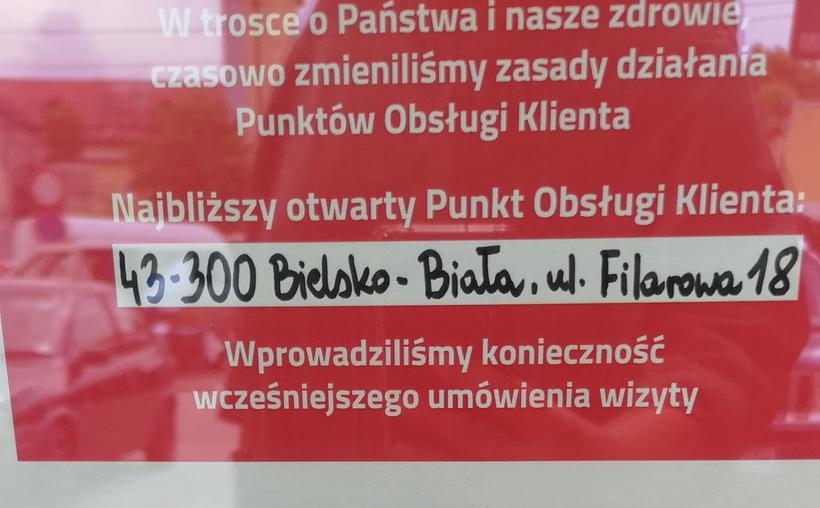 W trosce o Państwa i nasze zdrowie,
czasowo zmieniliśmy zasady działania
Punktów Obsługi Klienta
Najbliższy otwarty Punkt Obsługi Klienta:
43-300 Bielsko-Biała, ul. Filarowa 18
Wprowadziliśmy konieczność
wcześniejszego umówienia wizyty